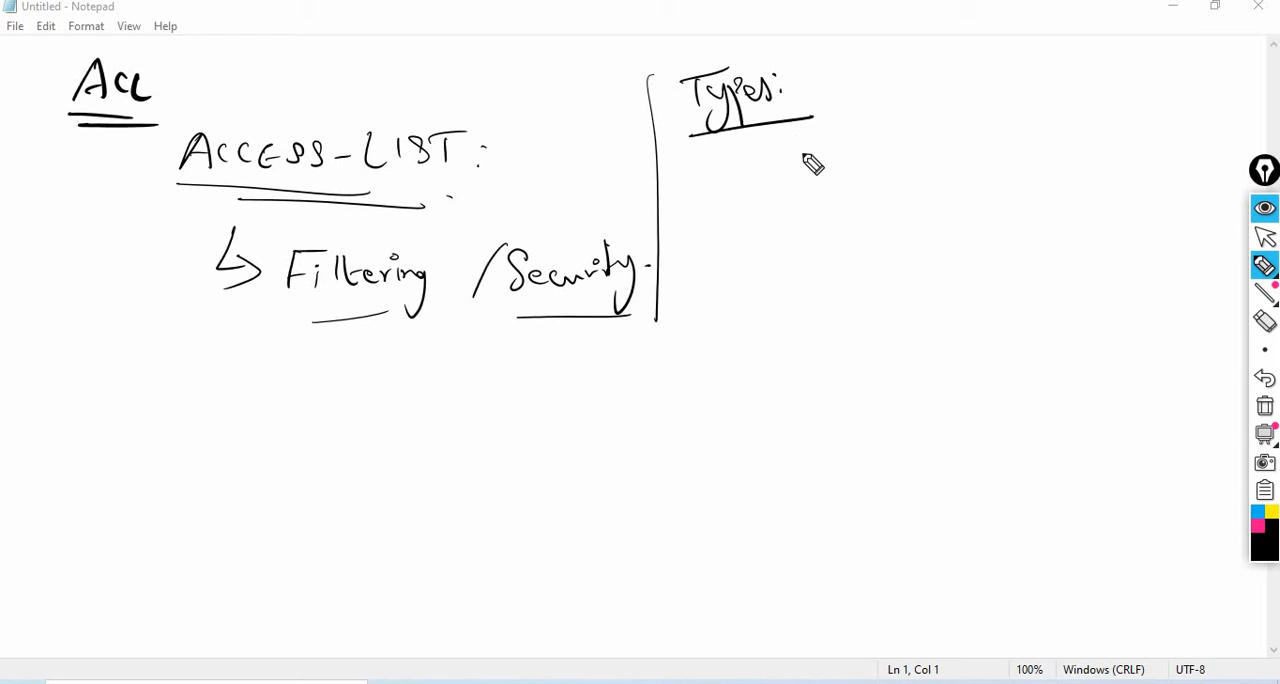 Untitled - Notepad
File Edit Format View Help
ACL
ACCESS-LIST:
Filtering / Security.
Types:
Ln 1, Col 1 100% Windows (CRLF) UTF-8